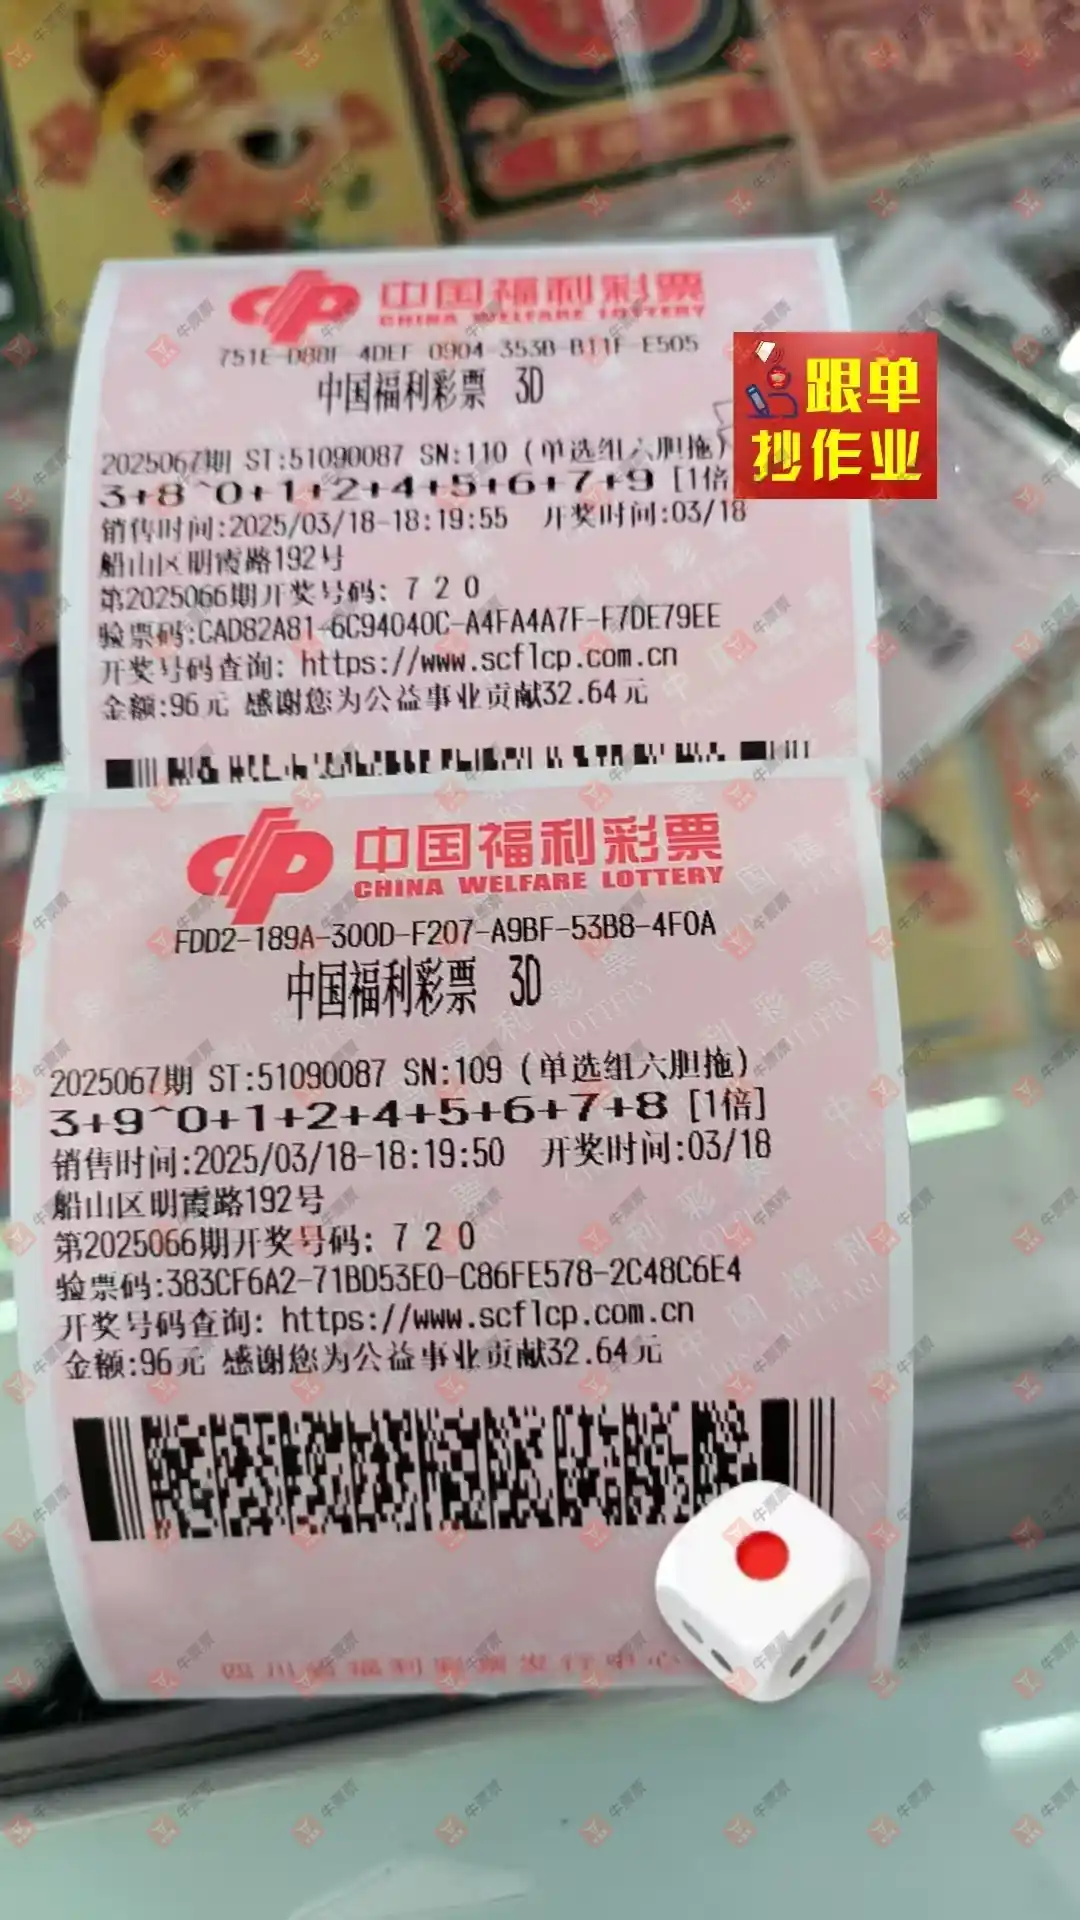 中国福利彩票
CHINA WELFARE LOTTERY
751E-D88F-4DEF-0904-353B-B11F-E505
中国福利彩票 3D
跟单
抄作业
2025067期 ST:51090087 SN:110 (单选组六胆拖)
3+8^0+1+2+4+5+6+7+9 [1倍
销售时间:2025/03/18-18:19:55 开奖时间:03/18
船山区明霞路192号
第2025066期开奖号码: 7 2 0
验票码:CAD82A81-6C94040C-A4FA4A7F-F7DE79EE
开奖号码查询: https://www.scflcp.com.cn
金额:96元 感谢您为公益事业贡献32.64元
中国福利彩票
CHINA WELFARE LOTTERY
FDD2-189A-300D-F207-A9BF-53B8-4F0A
中国福利彩票 3D
2025067期 ST:51090087 SN:109 (单选组六胆拖)
3+9^0+1+2+4+5+6+7+8 [1倍]
销售时间:2025/03/18-18:19:50 开奖时间:03/18
船山区明霞路192号
第2025066期开奖号码: 7 2 0
验票码:383CF6A2-71BD53E0-C86FE578-2C48C6E4
开奖号码查询: https://www.scflcp.com.cn
金额:96元 感谢您为公益事业贡献32.64元
四川省福利彩票发行中心